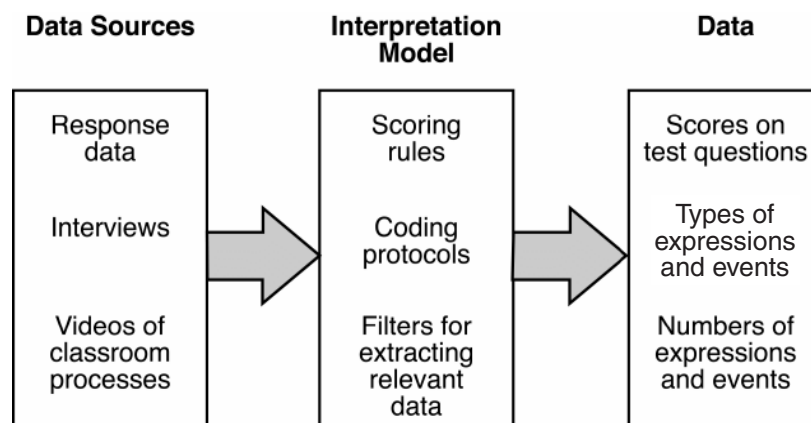 Data Sources
Response
data
Interviews
Videos of
classroom
processes
Interpretation
Model
Scoring
rules
Coding
protocols
Filters for
extracting
relevant
data
Data
Scores on
test questions
Types of
expressions
and events
Numbers of
expressions
and events